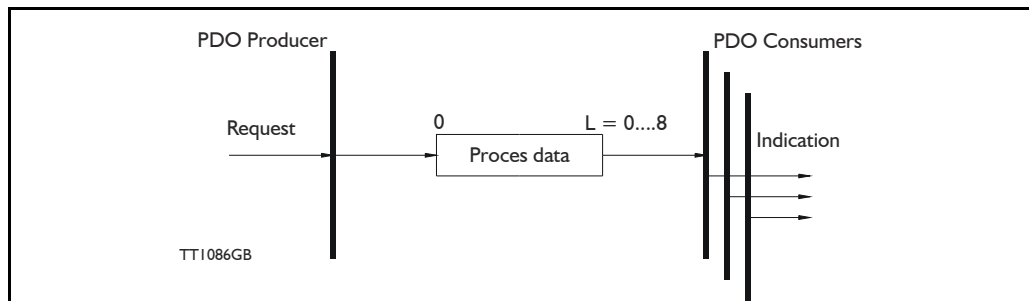 PDO Producer
PDO Consumers
Request
0
L = 0....8
Proces data
Indication
TT1086GB